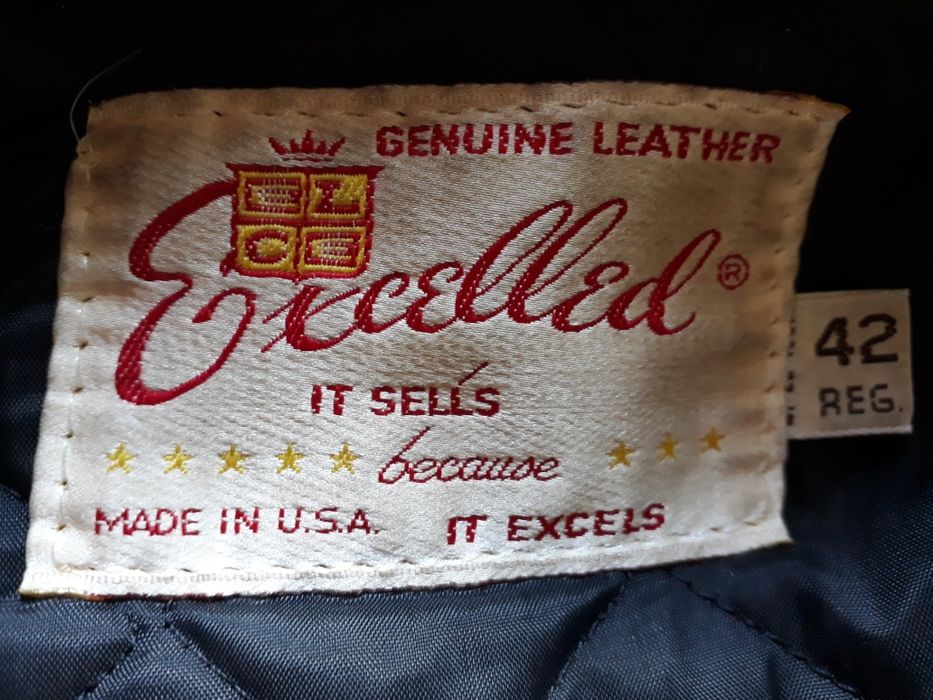 GENUINE LEATHER
E L
C E
Excelled®
IT SELLS
because
MADE IN U.S.A. IT EXCELS
42
REG.